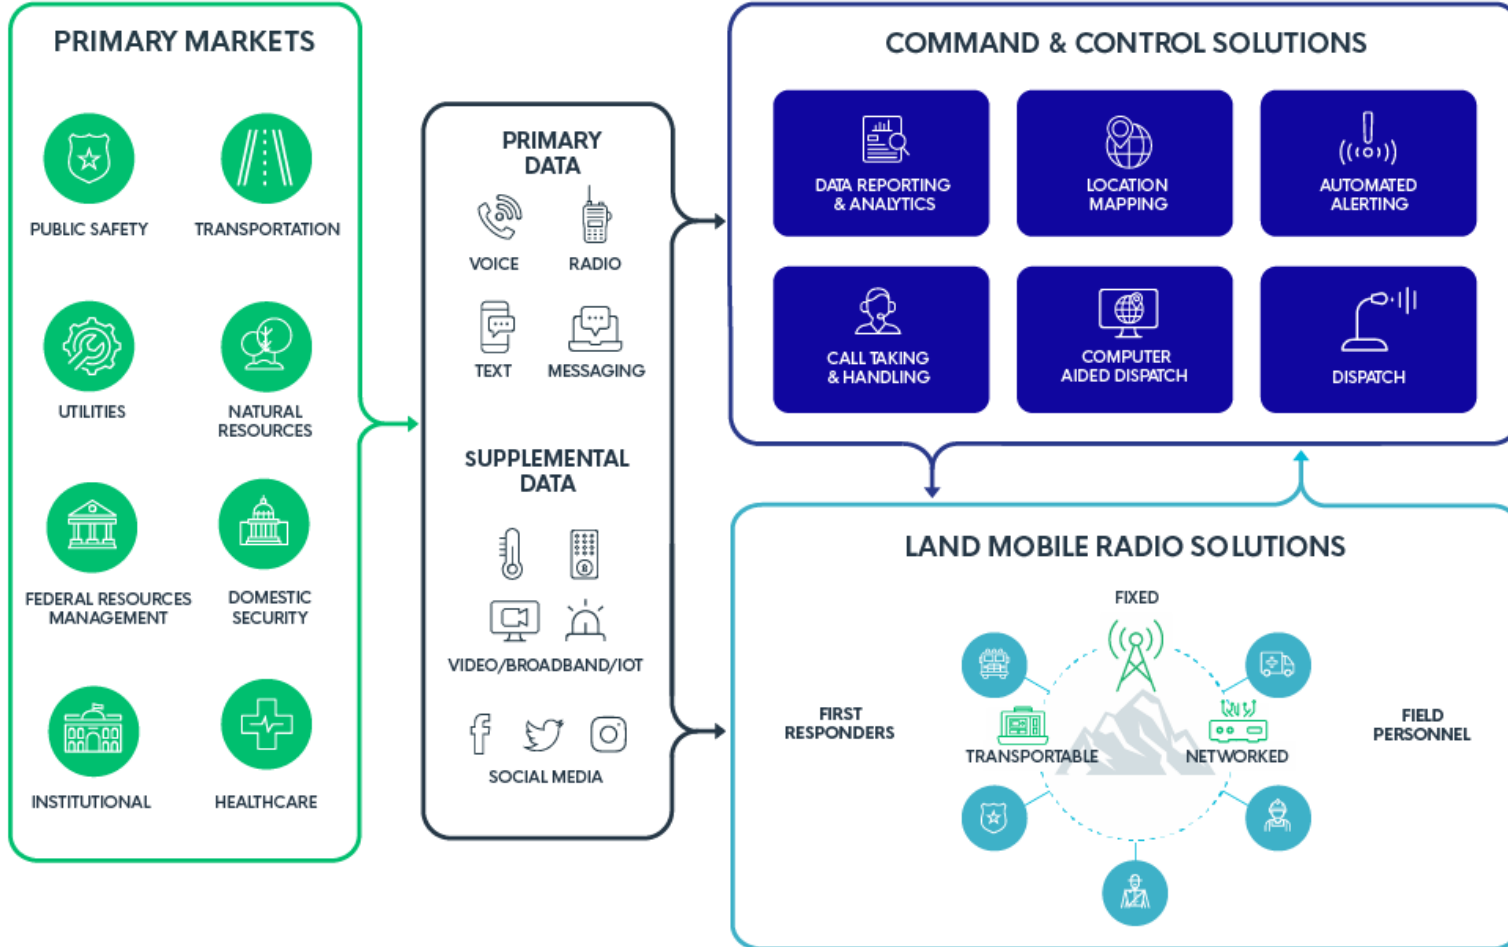 PRIMARY MARKETS
PUBLIC SAFETY
TRANSPORTATION
UTILITIES
NATURAL
RESOURCES
FEDERAL RESOURCES
MANAGEMENT
DOMESTIC
SECURITY
INSTITUTIONAL
HEALTHCARE
PRIMARY
DATA
VOICE
RADIO
TEXT
MESSAGING
SUPPLEMENTAL
DATA
VIDEO/BROADBAND/IOT
SOCIAL MEDIA
COMMAND & CONTROL SOLUTIONS
DATA REPORTING
& ANALYTICS
LOCATION
MAPPING
AUTOMATED
ALERTING
CALL TAKING
& HANDLING
COMPUTER
AIDED DISPATCH
DISPATCH
LAND MOBILE RADIO SOLUTIONS
FIXED
FIRST
RESPONDERS
TRANSPORTABLE
NETWORKED
FIELD
PERSONNEL